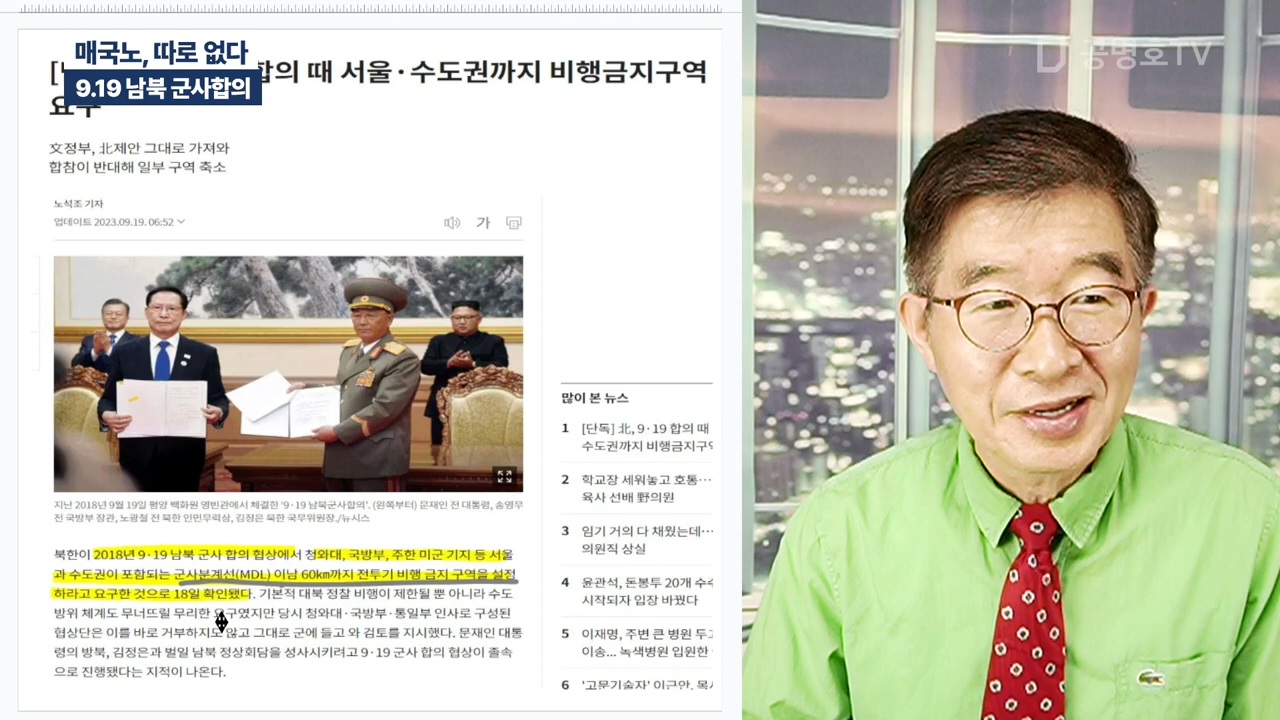 매국노, 따로 없다
9.19 남북 군사합의
합의 때 서울·수도권까지 비행금지구역
요구
文정부, 北제안 그대로 가져와
합참이 반대해 일부 구역 축소
노석조 기자
업데이트 2023.09.19. 06:52
가
지난 2018년 9월 19일 평양 백화원 영빈관에서 체결한 '9·19 남북군사합의'. (왼쪽부터) 문재인 전 대통령, 송영무
전 국방부 장관, 노광철 전 북한 인민무력상, 김정은 북한 국무위원장./뉴시스
북한이 2018년 9·19 남북 군사 합의 협상에서 청와대, 국방부, 주한 미군 기지 등 서울
과 수도권이 포함되는 군사분계선(MDL) 이남 60km까지 전투기 비행 금지 구역을 설정
하라고 요구한 것으로 18일 확인됐다. 기본적 대북 정찰 비행이 제한될 뿐 아니라 수도
방위 체계도 무너뜨릴 무리한 요구였지만 당시 청와대·국방부·통일부 인사로 구성된
협상단은 이를 바로 거부하지도 않고 그대로 군에 들고 와 검토를 지시했다. 문재인 대통
령의 방북, 김정은과 벌일 남북 정상회담을 성사시키려고 9·19 군사 합의 협상이 졸속
으로 진행됐다는 지적이 나온다.
많이 본 뉴스
1 [단독] 北, 9·19 합의 때
수도권까지 비행금지구역
2 학교장 세워놓고 호통…
육사 선배 野의원
3 임기 거의 다 채웠는데…
의원직 상실
4 윤관석, 돈봉투 20개 수수
시작되자 입장 바꿨다
5 이재명, 주변 큰 병원 두고
이송... 녹색병원 입원한
6 '고문기술자' 이근안, 목사
공명호TV